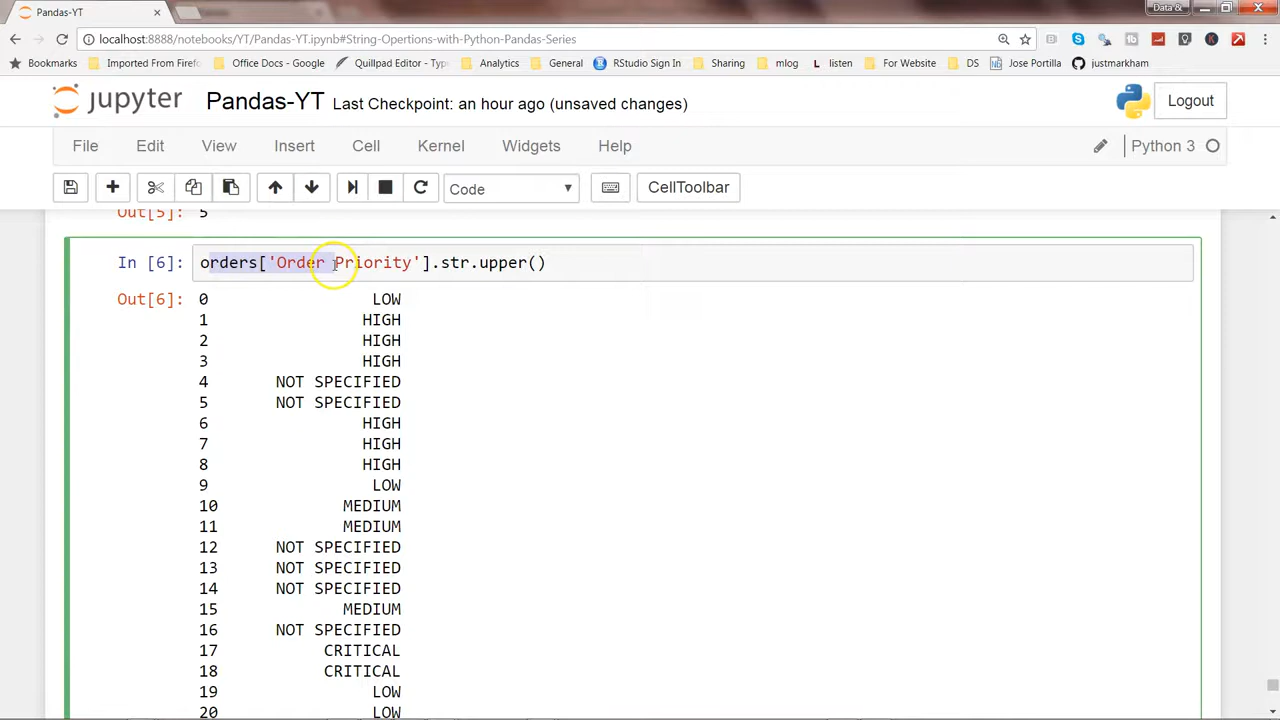 Pandas-YT
Data &
localhost:8888/notebooks/YT/Pandas-YT.ipynb#String-Opertions-with-Python-Pandas-Series
Bookmarks Imported From Firef Office Docs - Google Quillpad Editor - Type Analytics General RStudio Sign In Sharing mlog L listen For Website DS Jose Portilla justmarkham
jupyter Pandas-YT Last Checkpoint: an hour ago (unsaved changes) Logout
File Edit View Insert Cell Kernel Widgets Help Python 3
Code CellToolbar
Out[5]: 5
In [6]: orders['Order Priority'].str.upper()
Out[6]: 0 LOW
1 HIGH
2 HIGH
3 HIGH
4 NOT SPECIFIED
5 NOT SPECIFIED
6 HIGH
7 HIGH
8 HIGH
9 LOW
10 MEDIUM
11 MEDIUM
12 NOT SPECIFIED
13 NOT SPECIFIED
14 NOT SPECIFIED
15 MEDIUM
16 NOT SPECIFIED
17 CRITICAL
18 CRITICAL
19 LOW
20 LOW